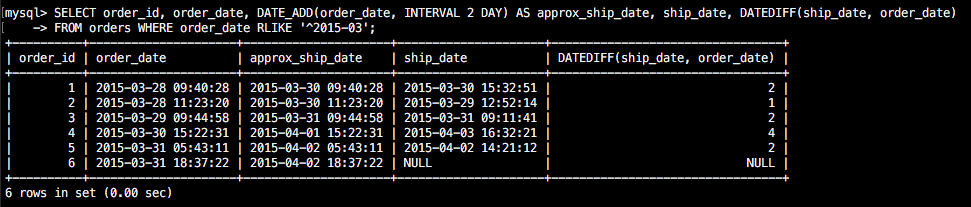 mysql> SELECT order_id, order_date, DATE_ADD(order_date, INTERVAL 2 DAY) AS approx_ship_date, ship_date, DATEDIFF(ship_date, order_date)
-> FROM orders WHERE order_date RLIKE '^2015-03';
| order_id | order_date | approx_ship_date | ship_date | DATEDIFF(ship_date, order_date) |
| 1 | 2015-03-28 09:40:28 | 2015-03-30 09:40:28 | 2015-03-30 15:32:51 | 2 |
| 2 | 2015-03-28 11:23:20 | 2015-03-30 11:23:20 | 2015-03-29 12:52:14 | 1 |
| 3 | 2015-03-29 09:44:58 | 2015-03-31 09:44:58 | 2015-03-31 09:11:41 | 2 |
| 4 | 2015-03-30 15:22:31 | 2015-04-01 15:22:31 | 2015-04-03 16:32:21 | 4 |
| 5 | 2015-03-31 05:43:11 | 2015-04-02 05:43:11 | 2015-04-02 14:21:12 | 2 |
| 6 | 2015-03-31 18:37:22 | 2015-04-02 18:37:22 | NULL | NULL |
6 rows in set (0.00 sec)